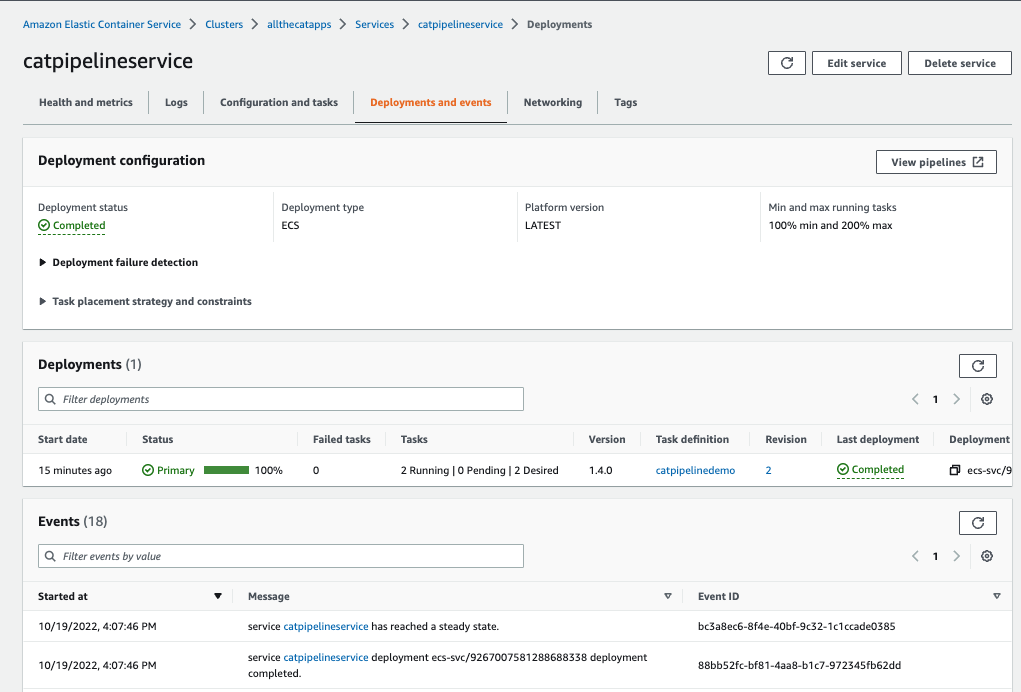 Amazon Elastic Container Service > Clusters > allthecatapps > Services > catpipelineservice > Deployments
catpipelineservice
Edit service Delete service
Health and metrics Logs Configuration and tasks Deployments and events Networking Tags
Deployment configuration View pipelines
Deployment status Deployment type Platform version Min and max running tasks
Completed ECS LATEST 100% min and 200% max
Deployment failure detection
Task placement strategy and constraints
Deployments (1)
Filter deployments 1
Start date Status Failed tasks Tasks Version Task definition Revision Last deployment Deployment
15 minutes ago Primary 100% 0 2 Running | 0 Pending | 2 Desired 1.4.0 catpipelinedemo 2 Completed ecs-svc/9
Events (18)
Filter events by value 1
Started at Message Event ID
10/19/2022, 4:07:46 PM service catpipelineservice has reached a steady state. bc3a8ec6-8f4e-40bf-9c32-1c1ccade0385
10/19/2022, 4:07:46 PM service catpipelineservice deployment ecs-svc/9267007581288688338 deployment 88bb52fc-bf81-4aa8-b1c7-972345fb62dd
completed.